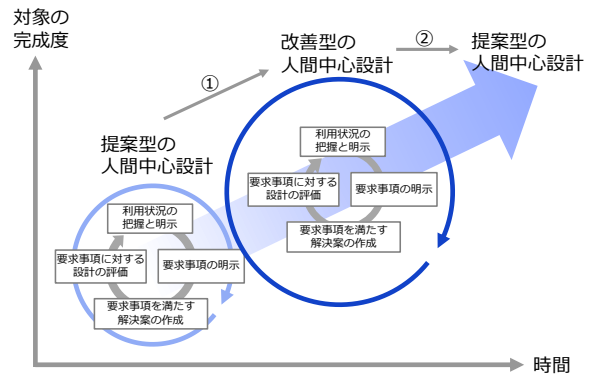 対象の
完成度
改善型の
人間中心設計
②
提案型の
人間中心設計
①
提案型の
人間中心設計
利用状況の
把握と明示
要求事項に対する
設計の評価
要求事項の明示
要求事項を満たす
解決案の作成
利用状況の
把握と明示
要求事項に対する
設計の評価
要求事項の明示
要求事項を満たす
解決案の作成
時間